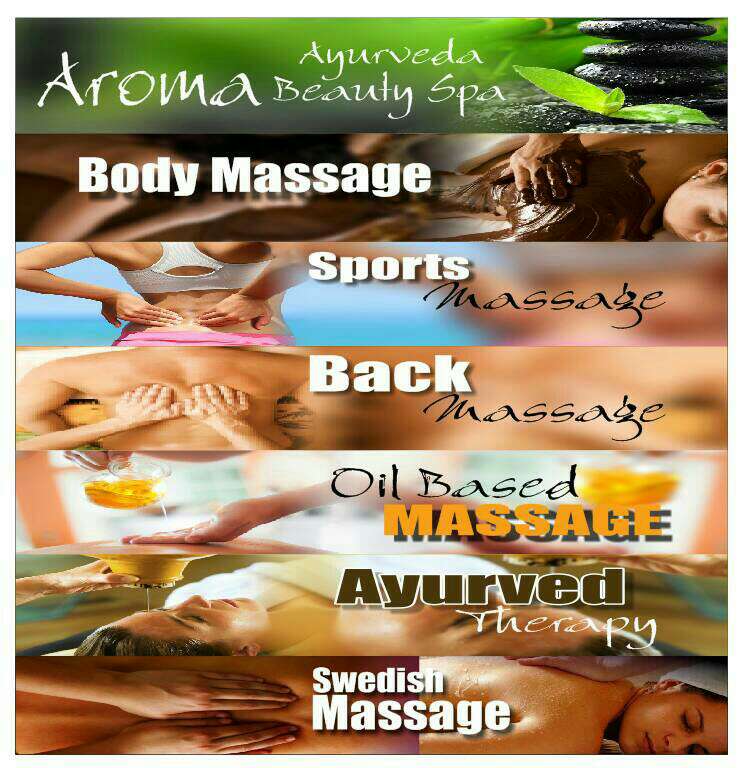 Aroma Ayurveda
Beauty Spa
Body Massage
Sports
Massage
Back
Massage
Oil Based
MASSAGE
Ayurved
Therapy
Swedish
Massage